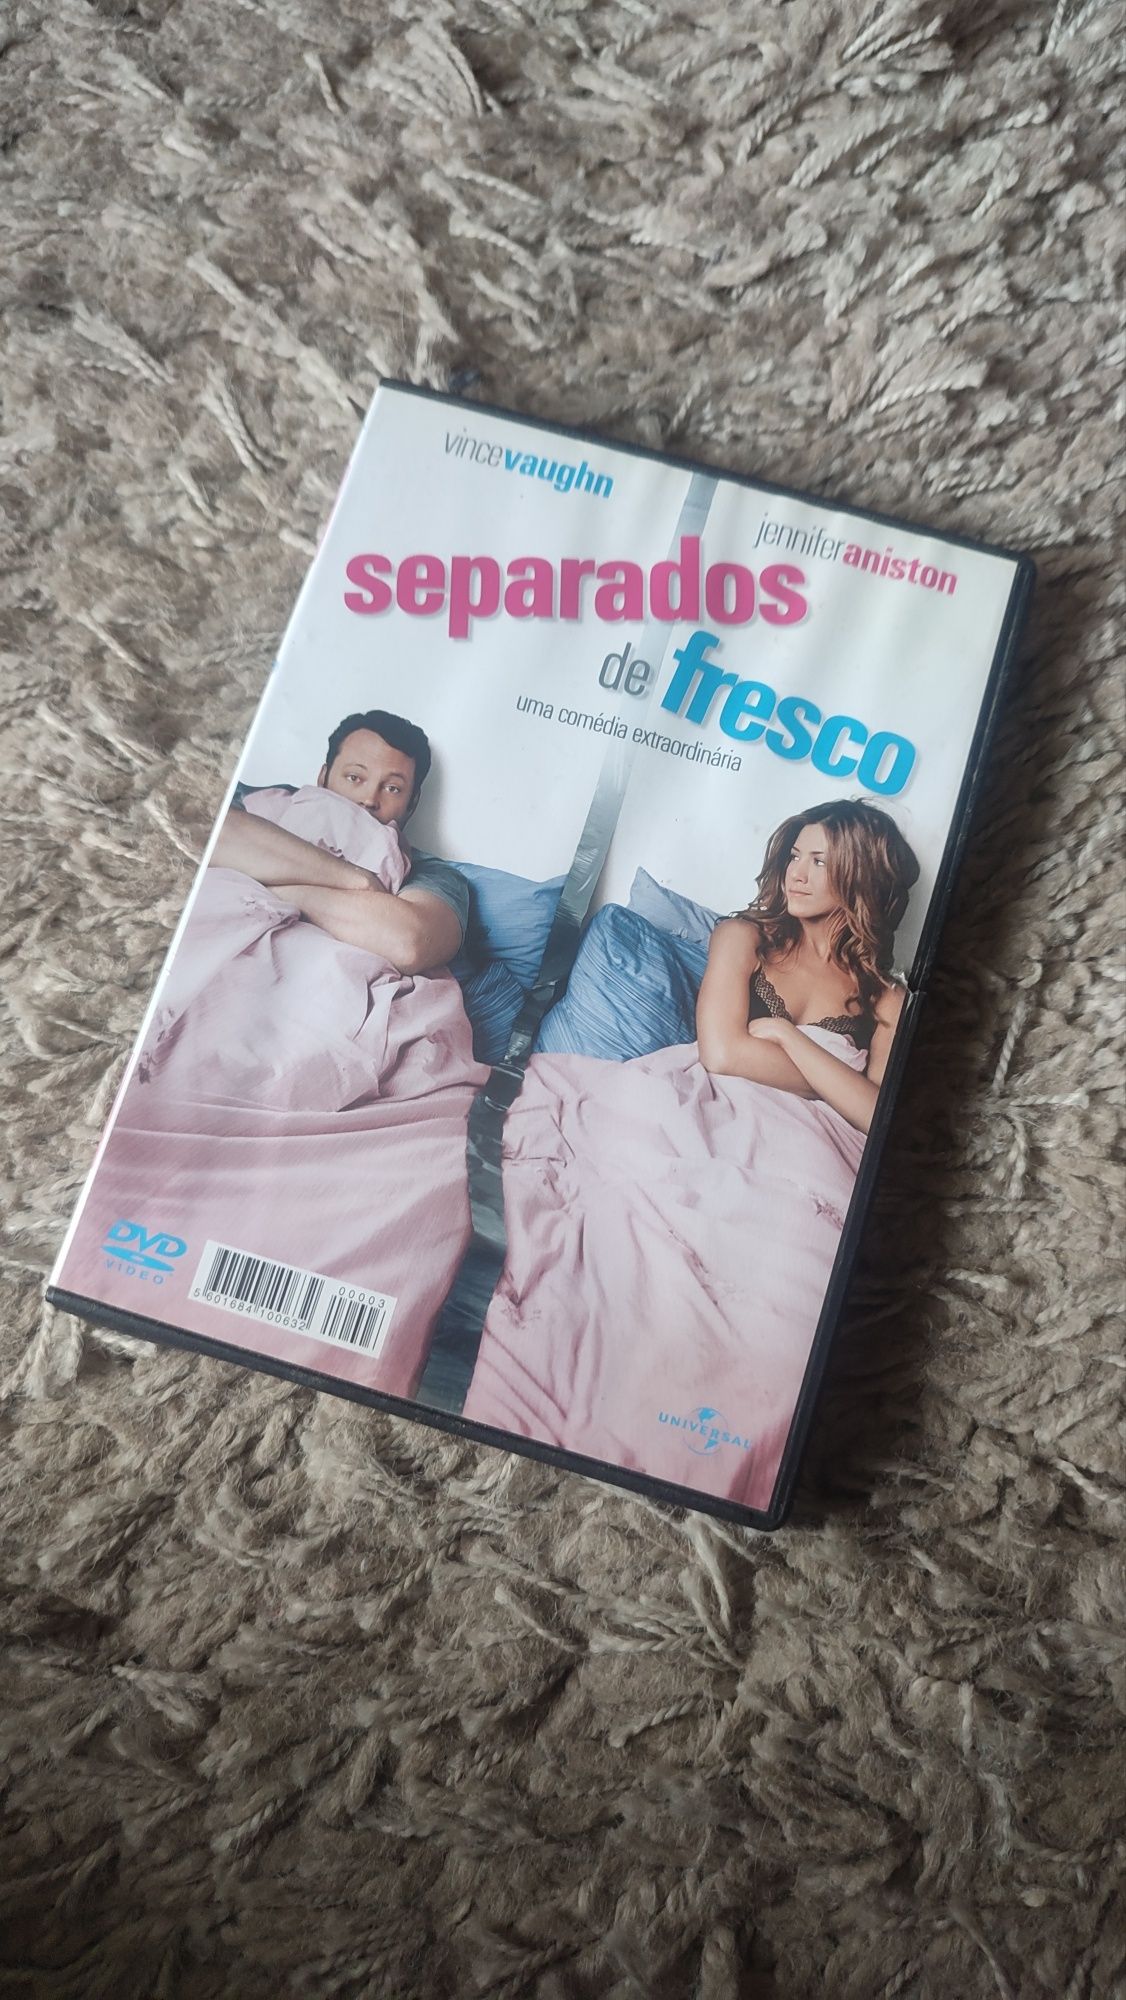 vincevaughn
jenniferaniston
separados
de fresco
uma comédia extraordinária
DVD
VIDEO
00003
5 601684 100632
UNIVERSAL